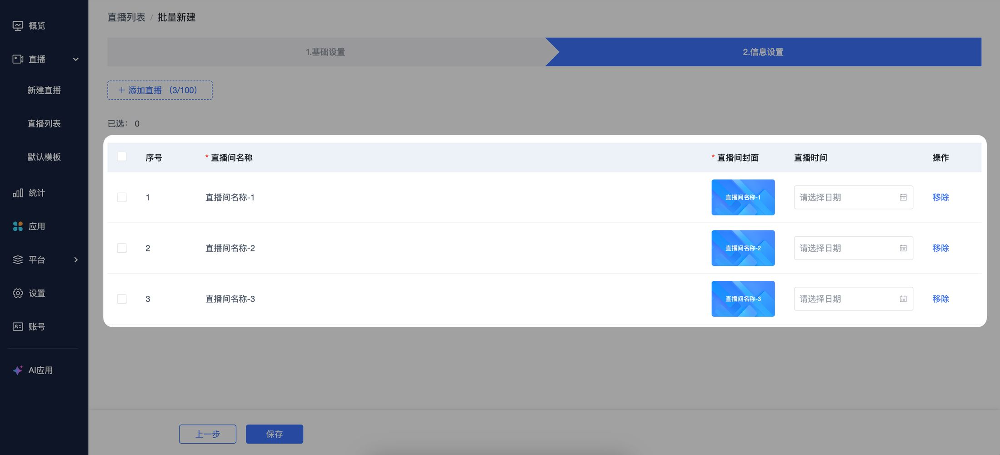 概览
直播
新建直播
直播列表
默认模板
统计
应用
平台
设置
账号
AI应用
直播列表 / 批量新建
1.基础设置
2.信息设置
+ 添加直播 (3/100)
已选： 0
序号 * 直播间名称 * 直播间封面 直播时间 操作
1 直播间名称-1 直播间名称-1 请选择日期 移除
2 直播间名称-2 直播间名称-2 请选择日期 移除
3 直播间名称-3 直播间名称-3 请选择日期 移除
上一步 保存